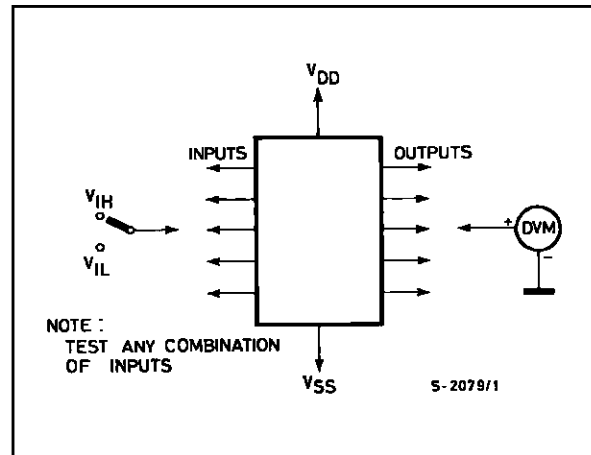 VDD
INPUTS
OUTPUTS
VIH
VIL
+
DVM
-
NOTE :
TEST ANY COMBINATION
OF INPUTS
VSS
S-2079/1